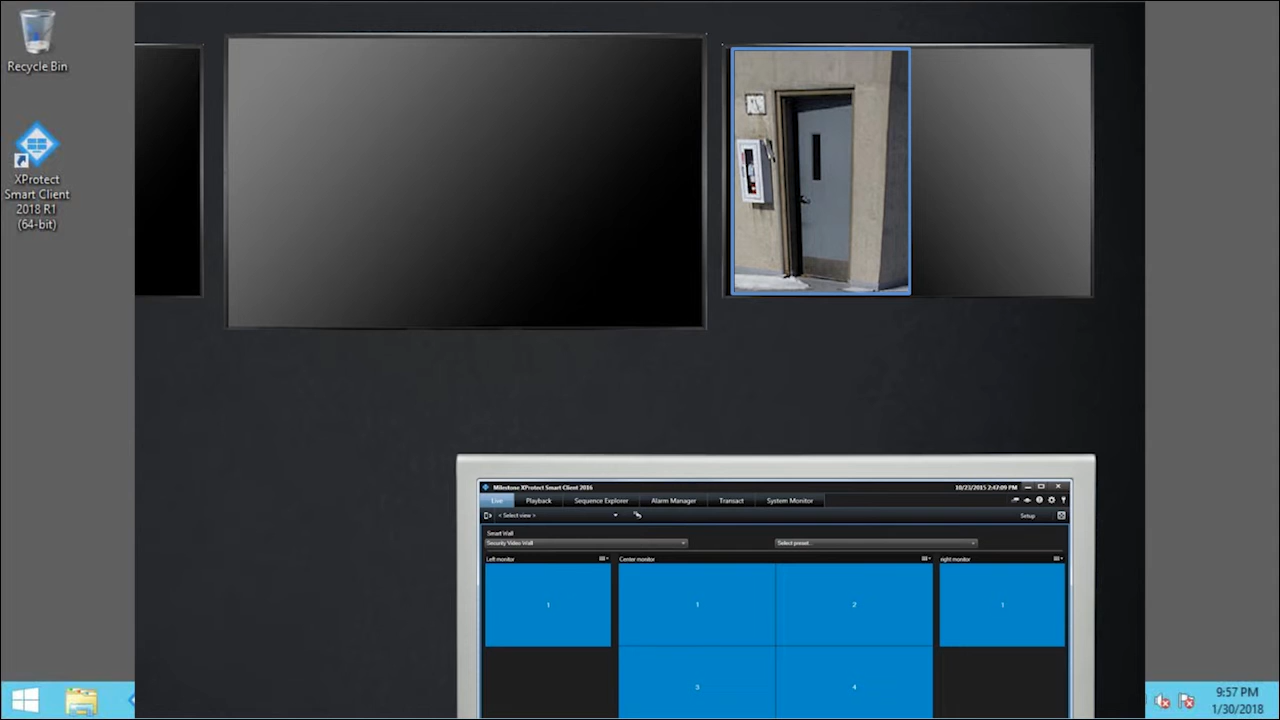 Recycle Bin
XProtect
Smart Client
2018 R1
(64-bit)
Milestone XProtect Smart Client 2016
10/23/2015 2:47:09 PM
Live
Playback
Sequence Explorer
Alarm Manager
Transact
System Monitor
< Select view >
Setup
Smart Wall
Security Video Wall
Select preset...
Left monitor
Center monitor
right monitor
1
1
2
1
3
4
9:57 PM
1/30/2018